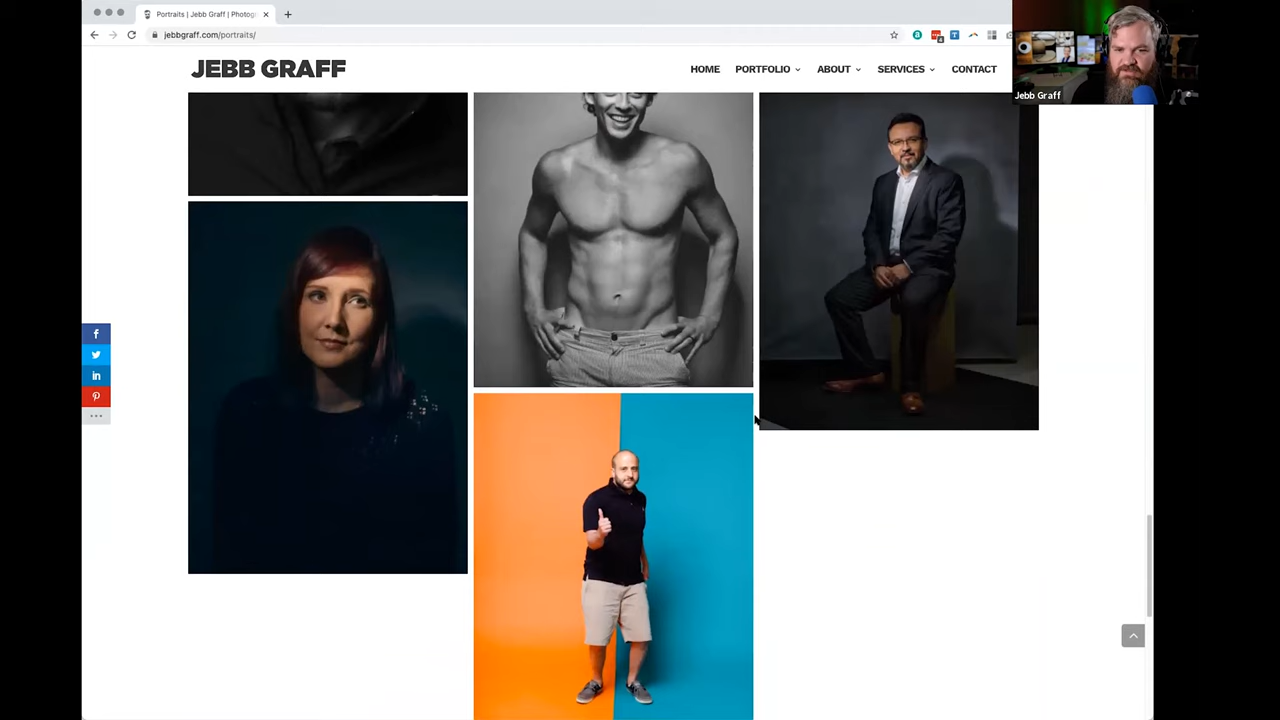 Portraits | Jebb Graff | Photog
jebbgraff.com/portraits/
JEBB GRAFF
HOME
PORTFOLIO
ABOUT
SERVICES
CONTACT
Jebb Graff